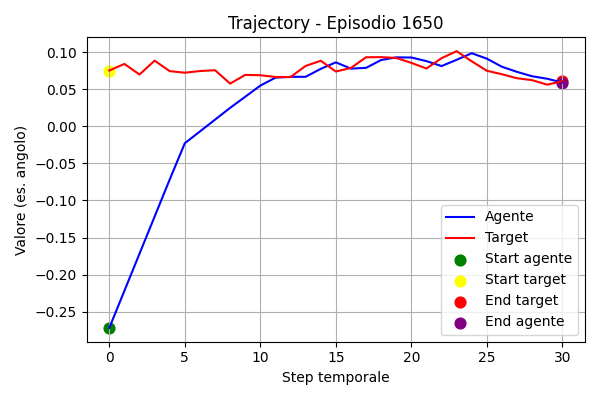 Trajectory - Episodio 1650
Valore (es. angolo)
0.10
0.05
0.00
−0.05
−0.10
−0.15
−0.20
−0.25
0 5 10 15 20 25 30
Step temporale
Agente
Target
Start agente
Start target
End target
End agente